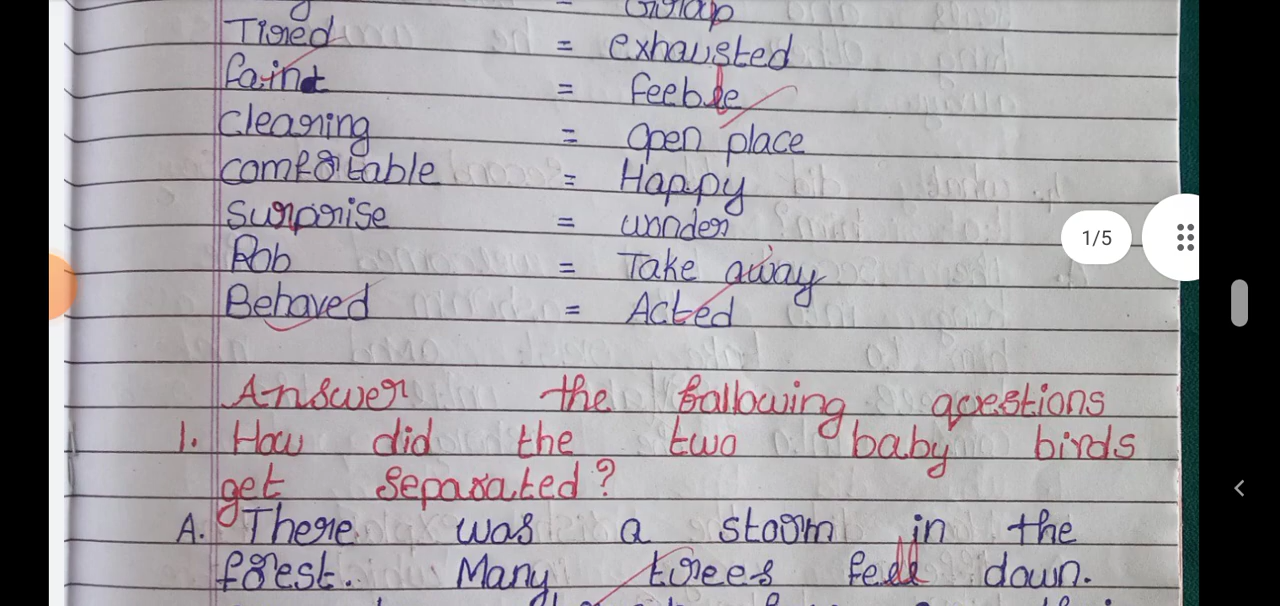 Tired = exhausted
faint = feeble
Clearing = open place
comfortable = Happy
Surprise = wonder
Rob = Take away
Behaved = Acted
1/5
Answer the following questions
1. How did the two baby birds
get separated?
A. There was a storm in the
forest. Many trees fell down.